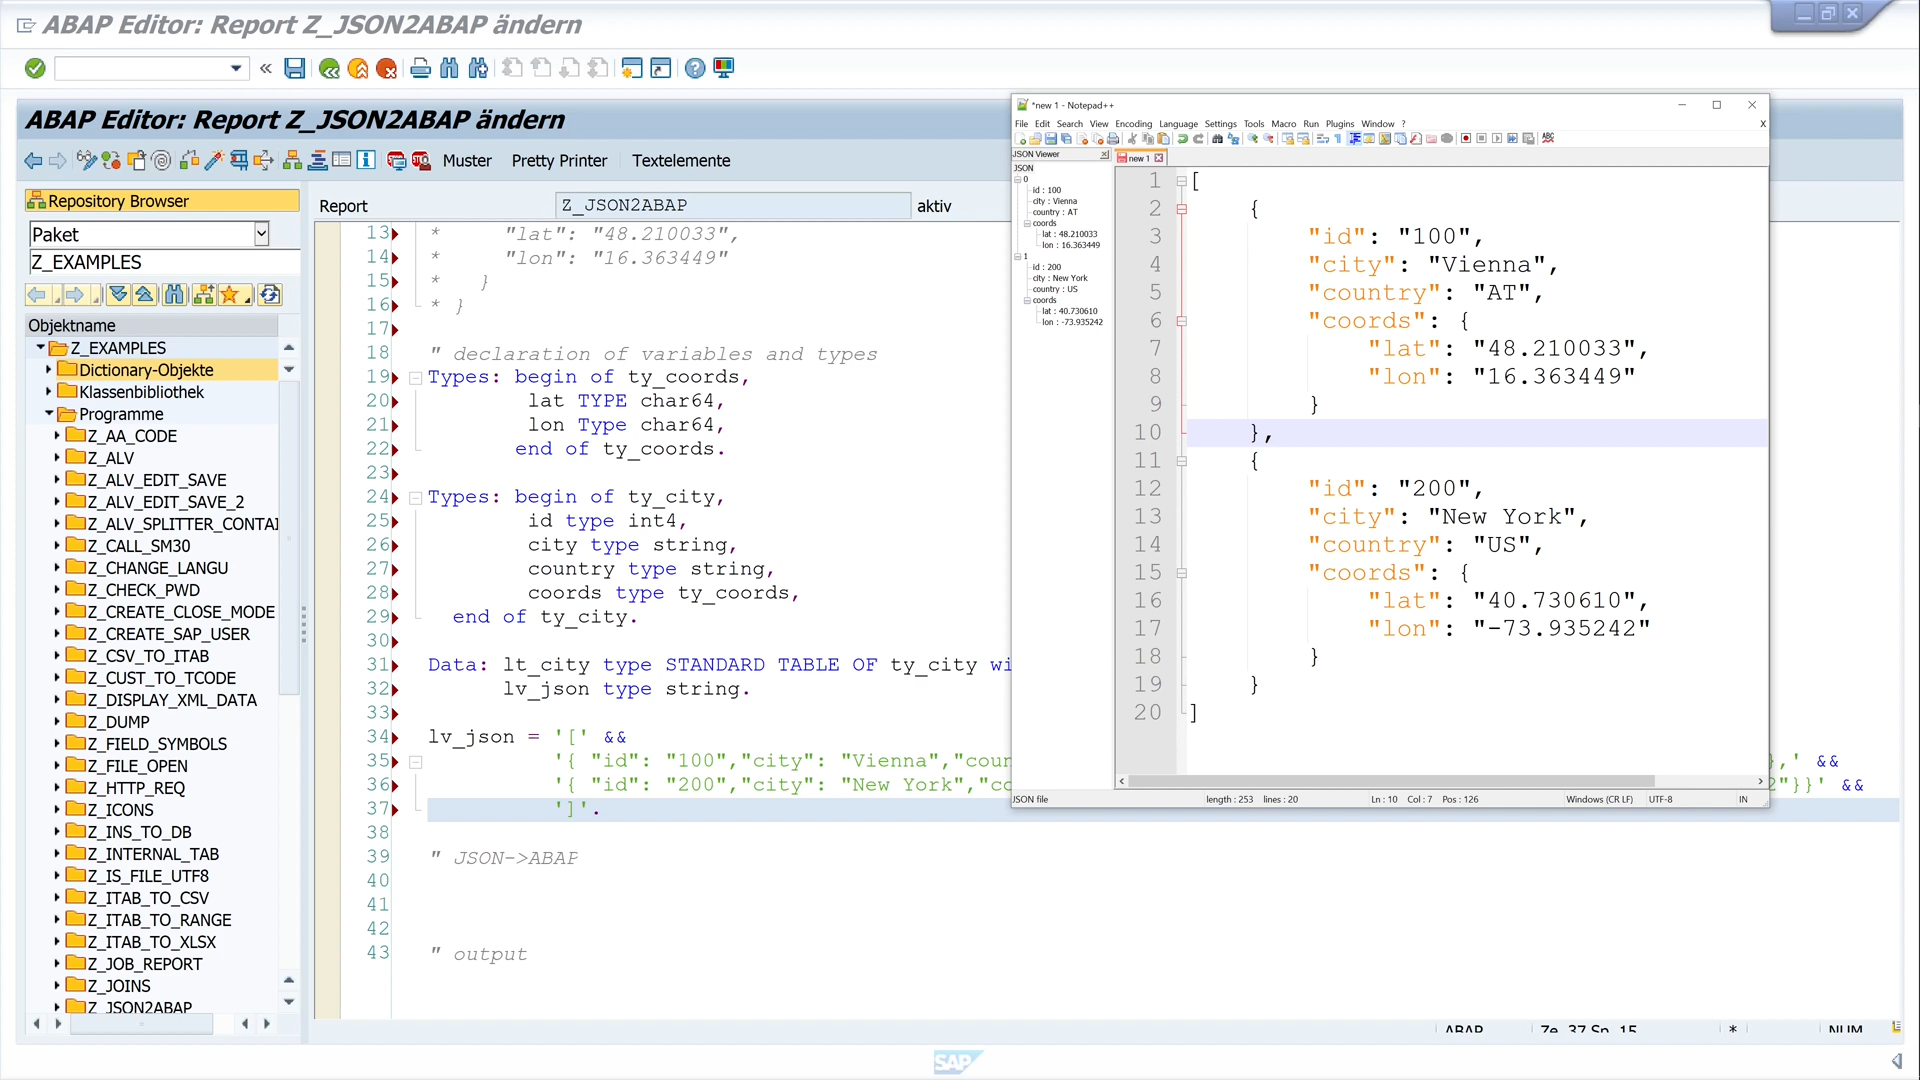 ABAP Editor: Report Z_JSON2ABAP ändern
ABAP Editor: Report Z_JSON2ABAP ändern
Muster Pretty Printer Textelemente
Repository Browser
Paket
Z_EXAMPLES
Objektname
Z_EXAMPLES
Dictionary-Objekte
Klassenbibliothek
Programme
Z_AA_CODE
Z_ALV
Z_ALV_EDIT_SAVE
Z_ALV_EDIT_SAVE_2
Z_ALV_SPLITTER_CONTAI
Z_CALL_SM30
Z_CHANGE_LANGU
Z_CHECK_PWD
Z_CREATE_CLOSE_MODE
Z_CREATE_SAP_USER
Z_CSV_TO_ITAB
Z_CUST_TO_TCODE
Z_DISPLAY_XML_DATA
Z_DUMP
Z_FIELD_SYMBOLS
Z_FILE_OPEN
Z_HTTP_REQ
Z_ICONS
Z_INS_TO_DB
Z_INTERNAL_TAB
Z_IS_FILE_UTF8
Z_ITAB_TO_CSV
Z_ITAB_TO_RANGE
Z_ITAB_TO_XLSX
Z_JOB_REPORT
Z_JOINS
Z_JSON2ABAP
Report Z_JSON2ABAP aktiv
13 * "lat": "48.210033",
14 * "lon": "16.363449"
15 * }
16 * }
17
18 " declaration of variables and types
19 Types: begin of ty_coords,
20 lat TYPE char64,
21 lon Type char64,
22 end of ty_coords.
23
24 Types: begin of ty_city,
25 id type int4,
26 city type string,
27 country type string,
28 coords type ty_coords,
29 end of ty_city.
30
31 Data: lt_city type STANDARD TABLE OF ty_city wi
32 lv_json type string.
33
34 lv_json = '[' &&
35 '{ "id": "100","city": "Vienna","coun },' &&
36 '{ "id": "200","city": "New York","co 2"}}' &&
37 ']'.
38
39 " JSON->ABAP
40
41
42
43 " output
*new 1 - Notepad++
File Edit Search View Encoding Language Settings Tools Macro Run Plugins Window ? X
JSON Viewer
new 1
JSON
0
id : 100
city : Vienna
country : AT
coords
lat : 48.210033
lon : 16.363449
1
id : 200
city : New York
country : US
coords
lat : 40.730610
lon : -73.935242
1 [
2 {
3 "id": "100",
4 "city": "Vienna",
5 "country": "AT",
6 "coords": {
7 "lat": "48.210033",
8 "lon": "16.363449"
9 }
10 },
11 {
12 "id": "200",
13 "city": "New York",
14 "country": "US",
15 "coords": {
16 "lat": "40.730610",
17 "lon": "-73.935242"
18 }
19 }
20 ]
JSON file length : 253 lines : 20 Ln : 10 Col : 7 Pos : 126 Windows (CR LF) UTF-8 IN
ABAP Ze 37 Sp 15 * NUM
SAP